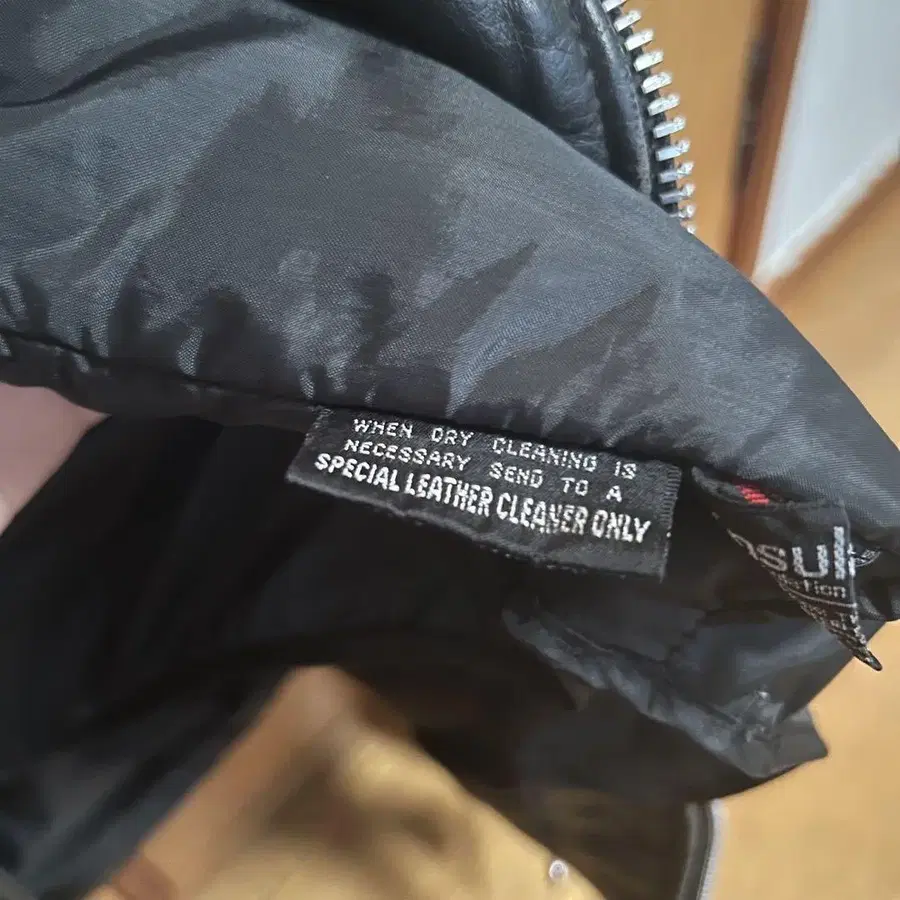 WHEN DRY CLEANING IS
NECESSARY SEND TO A
SPECIAL LEATHER CLEANER ONLY